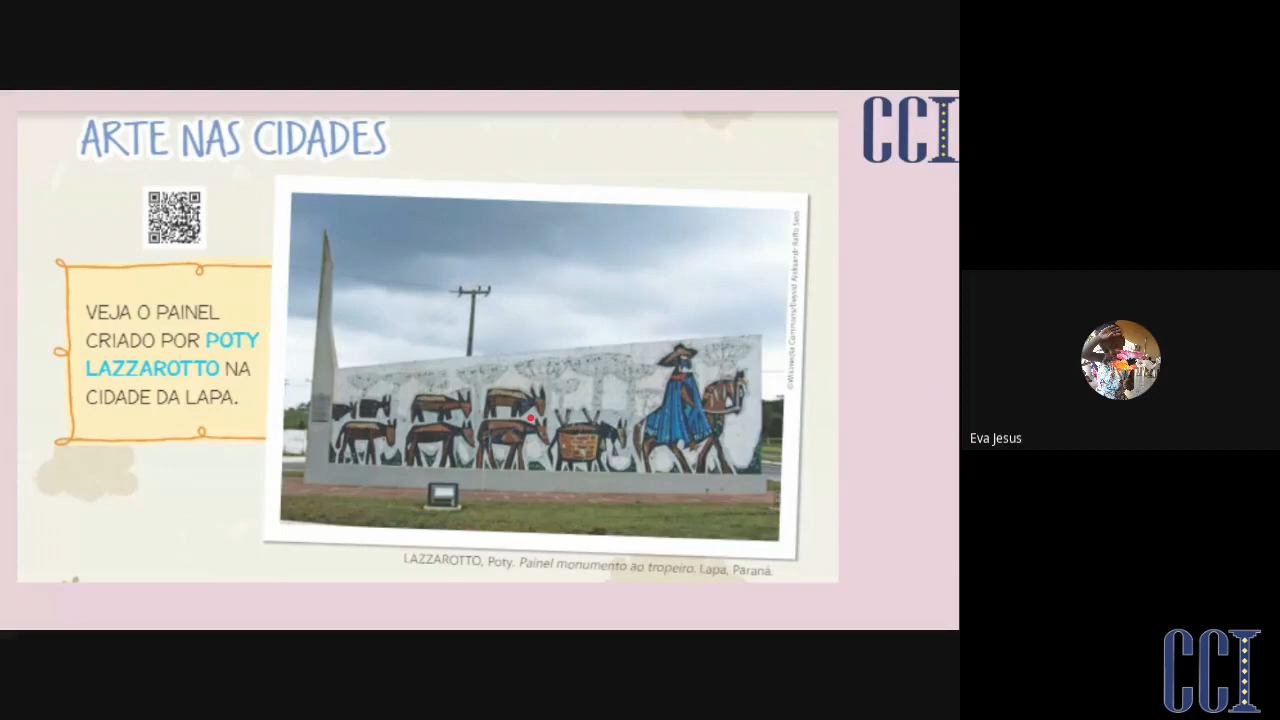 ARTE NAS CIDADES
CCI
VEJA O PAINEL
CRIADO POR POTY
LAZZAROTTO NA
CIDADE DA LAPA.
LAZZAROTTO, Poty. Painel monumento ao tropeiro. Lapa, Paraná.
Eva Jesus
CCI